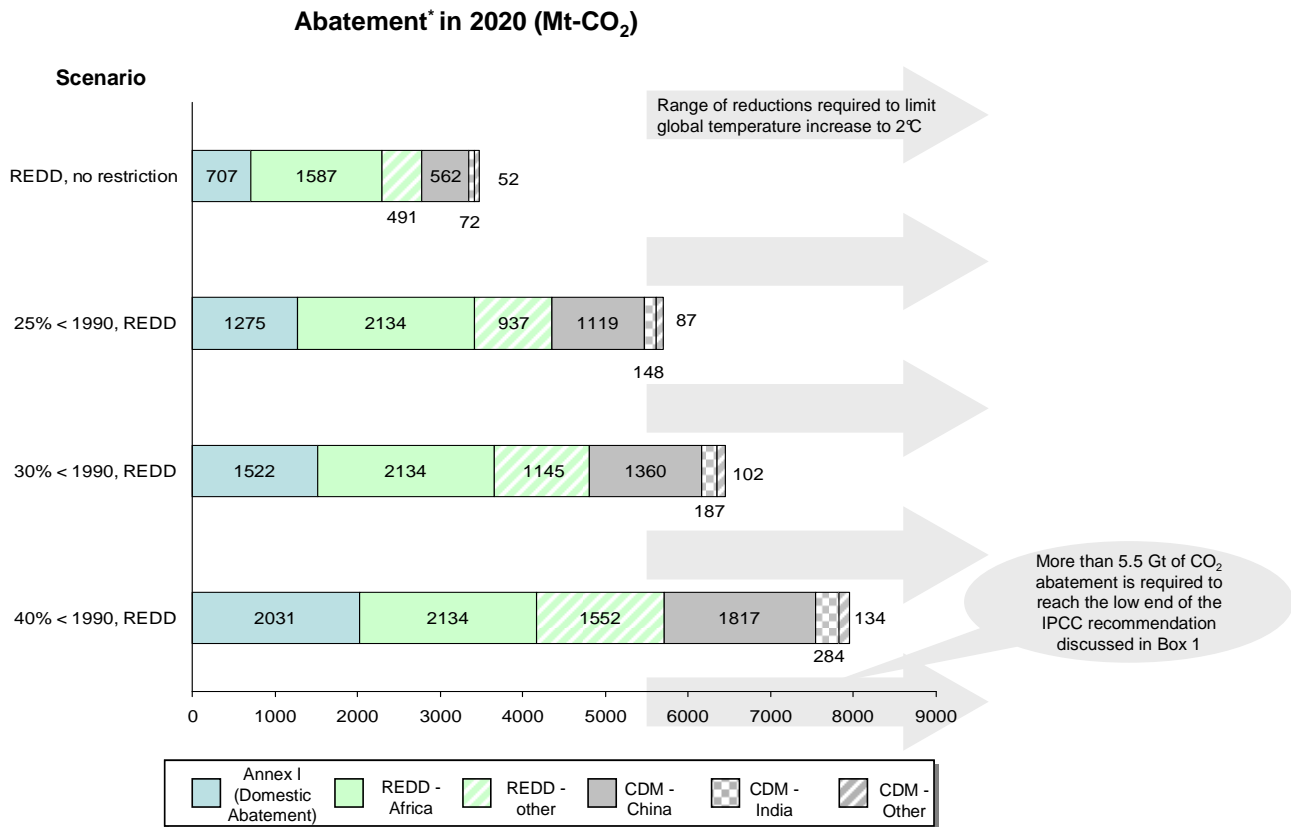 Abatement* in 2020 (Mt-CO₂)
Scenario
Range of reductions required to limit
global temperature increase to 2°C
REDD, no restriction
707
1587
562
52
491
72
25% < 1990, REDD
1275
2134
937
1119
87
148
30% < 1990, REDD
1522
2134
1145
1360
102
187
40% < 1990, REDD
2031
2134
1552
1817
134
284
More than 5.5 Gt of CO₂
abatement is required to
reach the low end of the
IPCC recommendation
discussed in Box 1
0 1000 2000 3000 4000 5000 6000 7000 8000 9000
Annex I
(Domestic
Abatement)
REDD -
Africa
REDD -
other
CDM -
China
CDM -
India
CDM -
Other